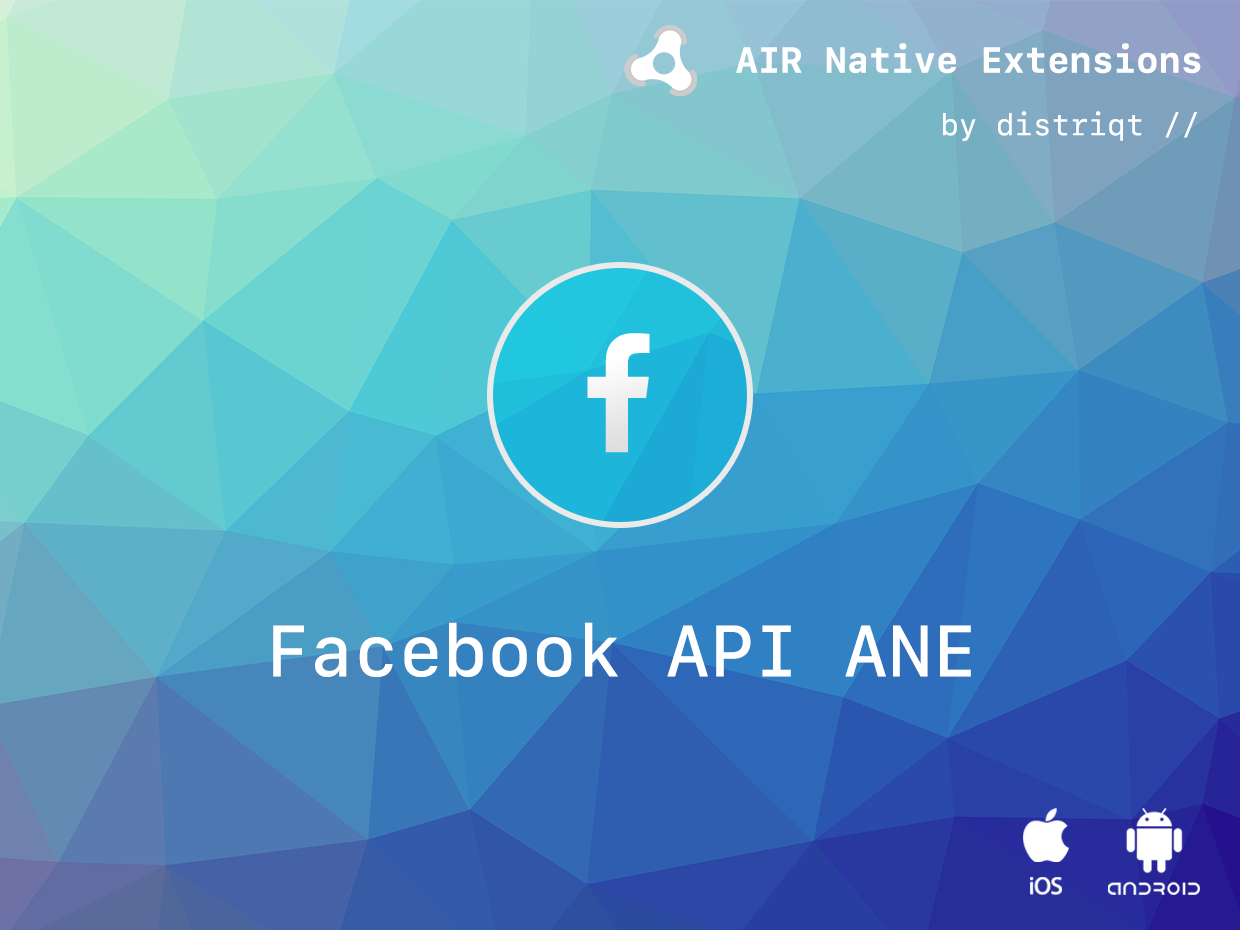 AIR Native Extensions
by distriqt //
Facebook API ANE
iOS
ANDROID